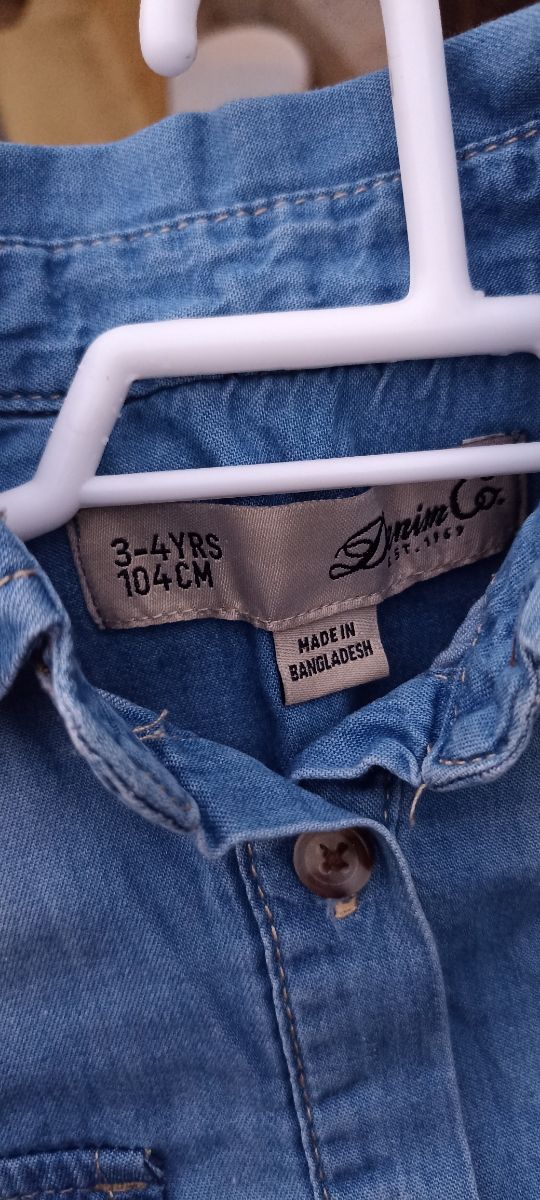 3-4YRS
104CM
Denim Co.
EST. 1969
MADE IN
BANGLADESH